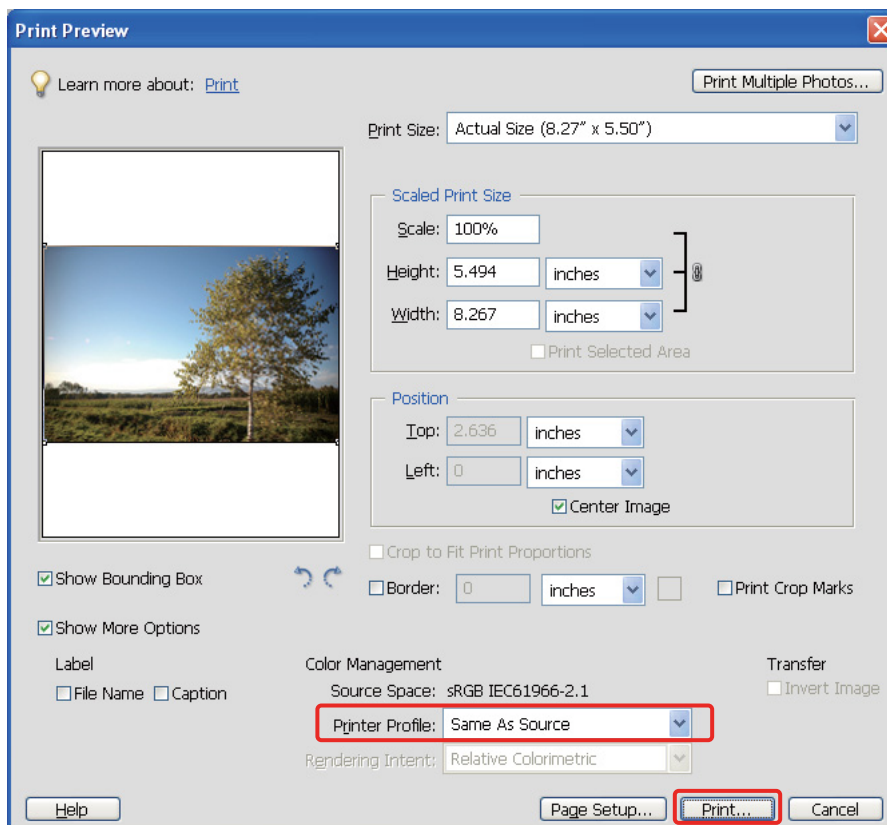 Print Preview
Learn more about: Print
Print Multiple Photos...
Print Size: Actual Size (8.27" x 5.50")
Scaled Print Size
Scale: 100%
Height: 5.494 inches
Width: 8.267 inches
Print Selected Area
Position
Top: 2.636 inches
Left: 0 inches
Center Image
Crop to Fit Print Proportions
Show Bounding Box
Border: 0 inches
Print Crop Marks
Show More Options
Label
File Name Caption
Color Management
Source Space: sRGB IEC61966-2.1
Printer Profile: Same As Source
Rendering Intent: Relative Colorimetric
Transfer
Invert Image
Help
Page Setup... Print... Cancel